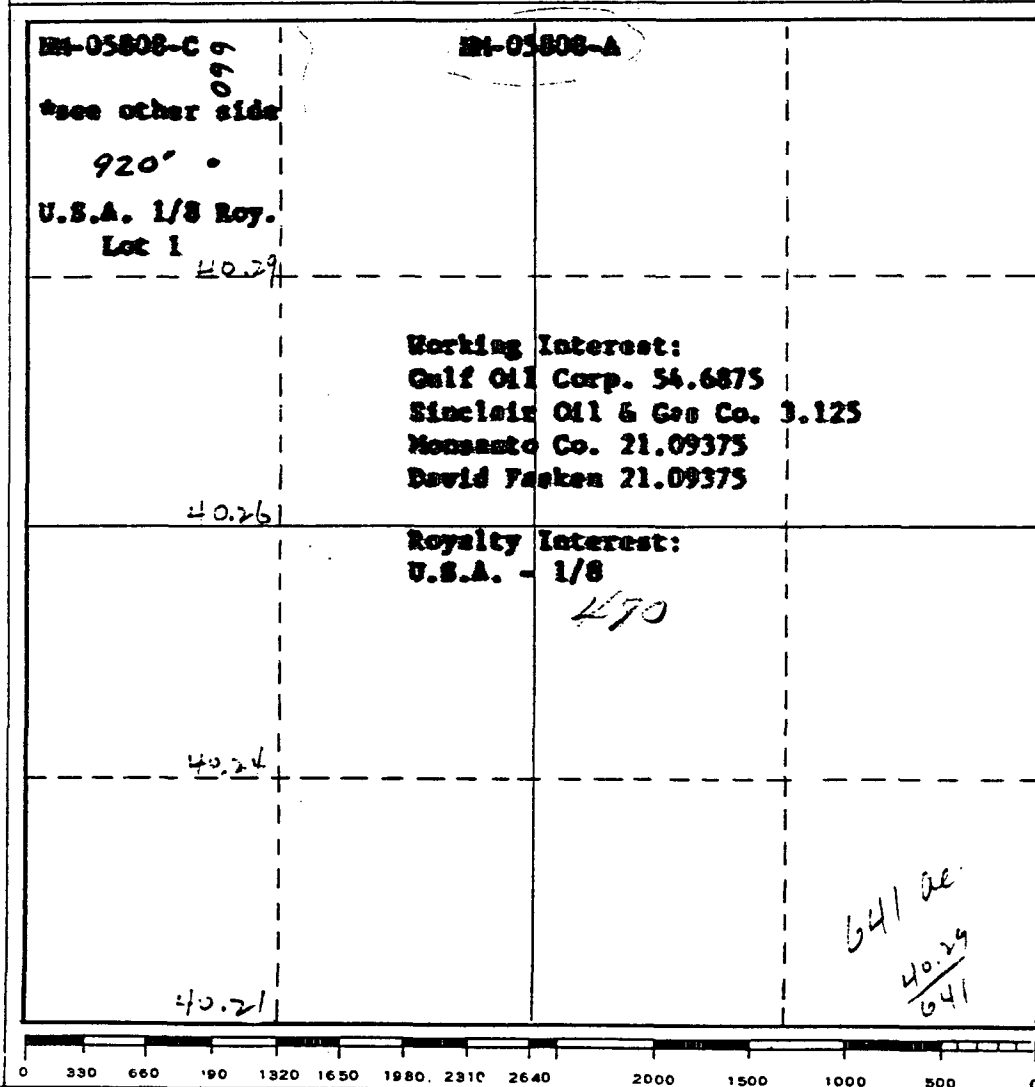 NM-05808-C
660
NM-05808-A
*see other side
920'
U.S.A. 1/8 Roy.
Lot 1
40.29
Working Interest:
Gulf Oil Corp. 54.6875
Sinclair Oil & Gas Co. 3.125
Monsanto Co. 21.09375
David Fasken 21.09375
40.26
Royalty Interest:
U.S.A. - 1/8
40.24
641 ac
40.29
641
40.21
0 330 660 '90 1320 1650 1980. 2310 2640 2000 1500 1000 500